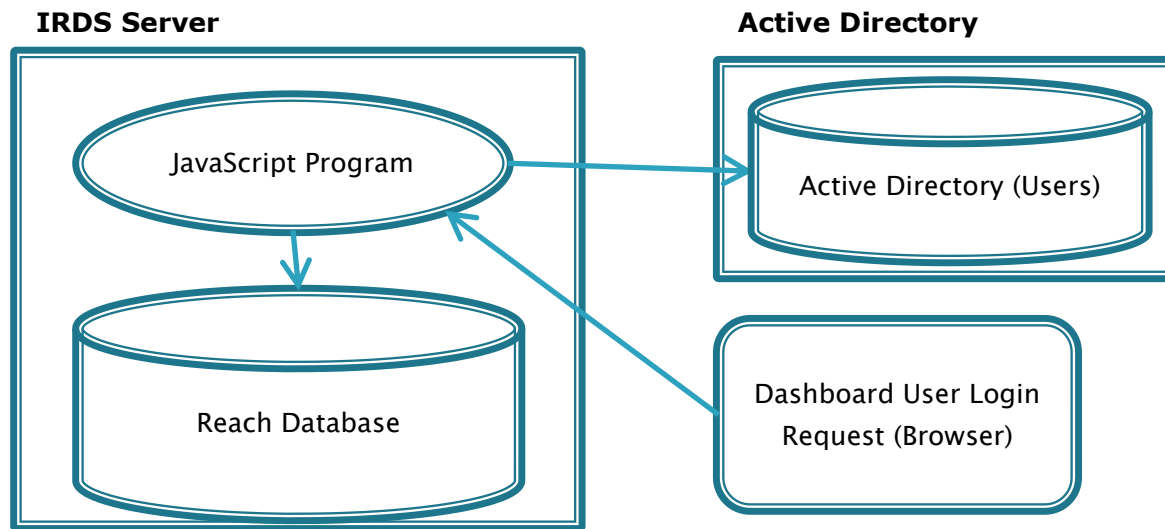 IRDS Server
Active Directory
JavaScript Program
Active Directory (Users)
Reach Database
Dashboard User Login
Request (Browser)